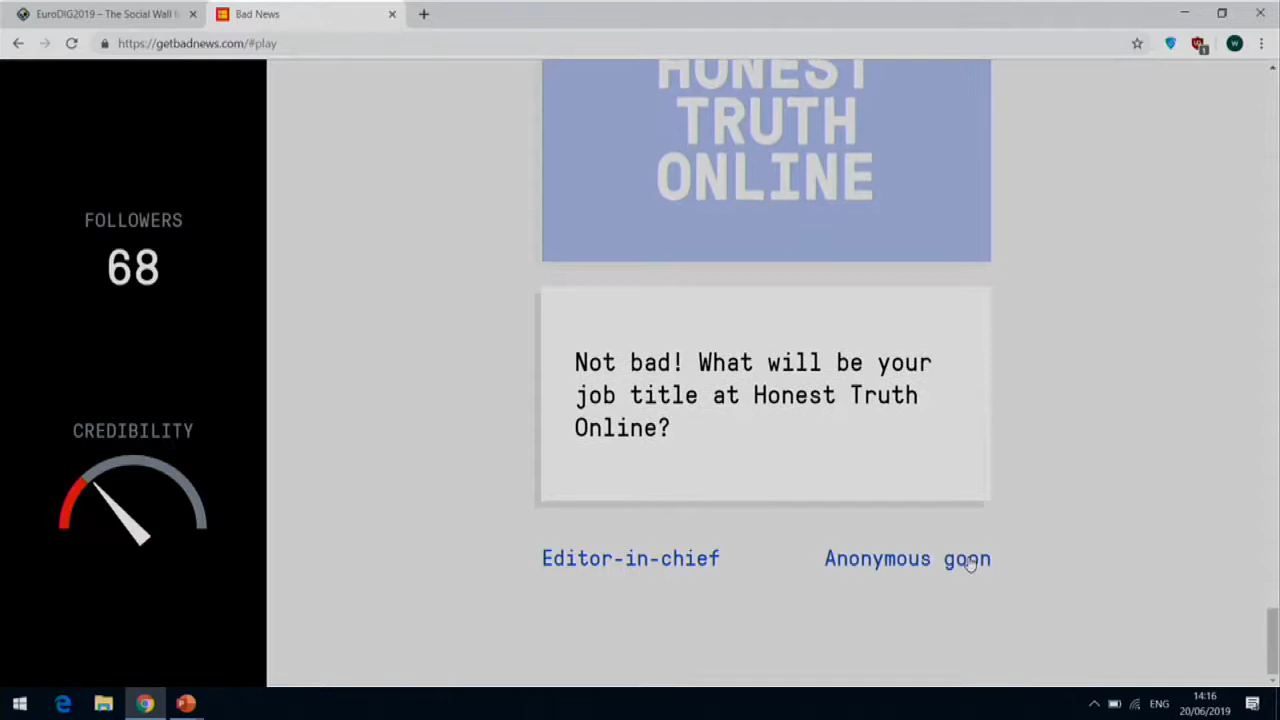 EuroDIG2019 – The Social Wall
Bad News
https://getbadnews.com/#play
HONEST
TRUTH
ONLINE
FOLLOWERS
68
Not bad! What will be your
job title at Honest Truth
Online?
CREDIBILITY
Editor-in-chief
Anonymous goon
ENG
14:16
20/06/2019